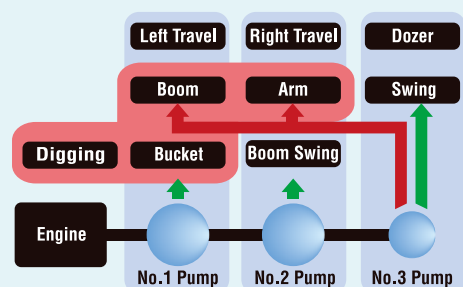 Left Travel Right Travel Dozer
Boom Arm Swing
Digging Bucket Boom Swing
Engine
No.1 Pump No.2 Pump No.3 Pump